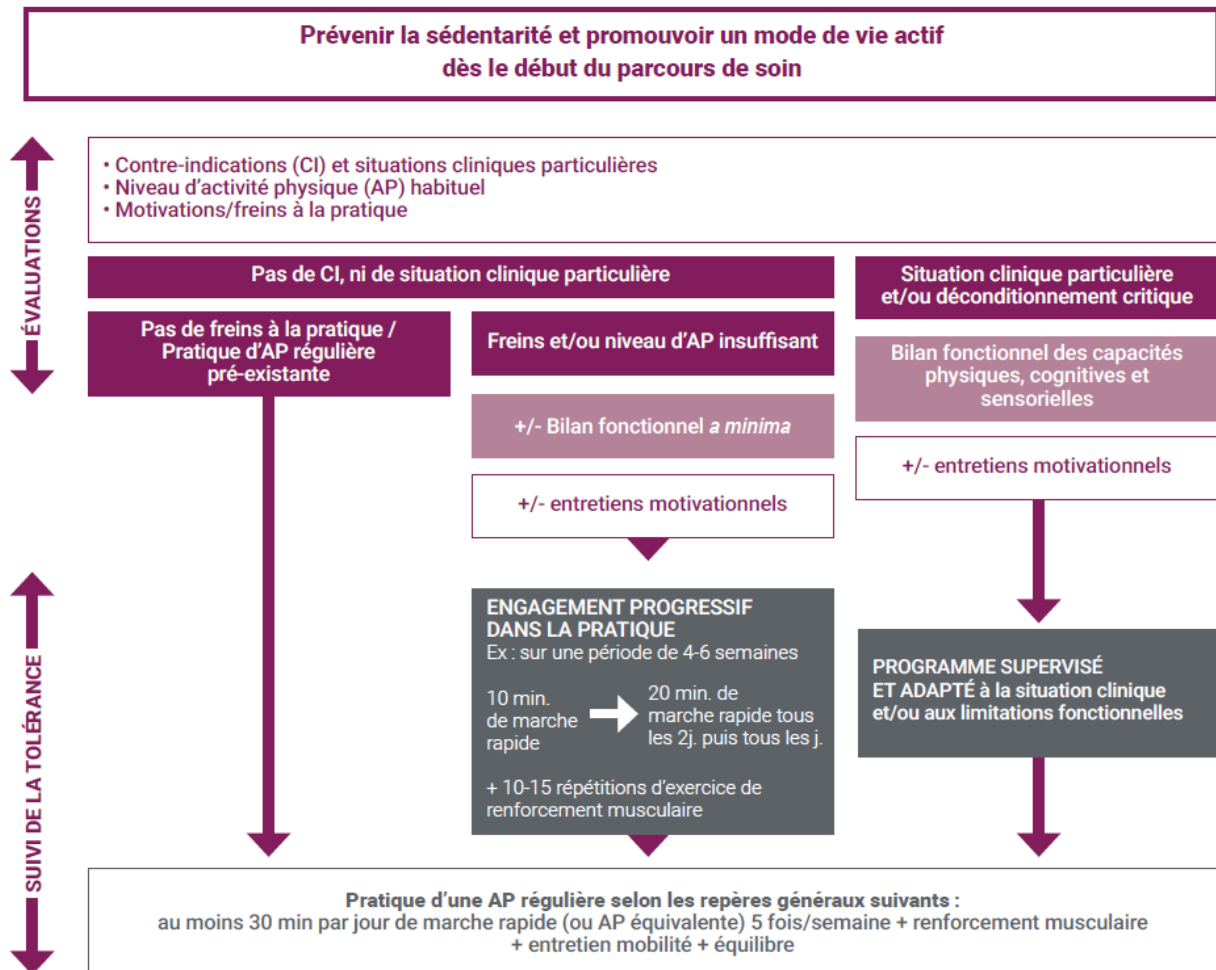 Prévenir la sédentarité et promouvoir un mode de vie actif
dès le début du parcours de soin
ÉVALUATIONS
• Contre-indications (CI) et situations cliniques particulières
• Niveau d'activité physique (AP) habituel
• Motivations/freins à la pratique
Pas de CI, ni de situation clinique particulière
Situation clinique particulière
et/ou déconditionnement critique
Pas de freins à la pratique /
Pratique d'AP régulière
pré-existante
Freins et/ou niveau d'AP insuffisant
Bilan fonctionnel des capacités
physiques, cognitives et
sensorielles
+/- Bilan fonctionnel a minima
+/- entretiens motivationnels
+/- entretiens motivationnels
SUIVI DE LA TOLÉRANCE
ENGAGEMENT PROGRESSIF
DANS LA PRATIQUE
Ex : sur une période de 4-6 semaines
10 min.
de marche
rapide
20 min. de
marche rapide tous
les 2j. puis tous les j.
+ 10-15 répétitions d'exercice de
renforcement musculaire
PROGRAMME SUPERVISÉ
ET ADAPTÉ à la situation clinique
et/ou aux limitations fonctionnelles
Pratique d'une AP régulière selon les repères généraux suivants :
au moins 30 min par jour de marche rapide (ou AP équivalente) 5 fois/semaine + renforcement musculaire
+ entretien mobilité + équilibre